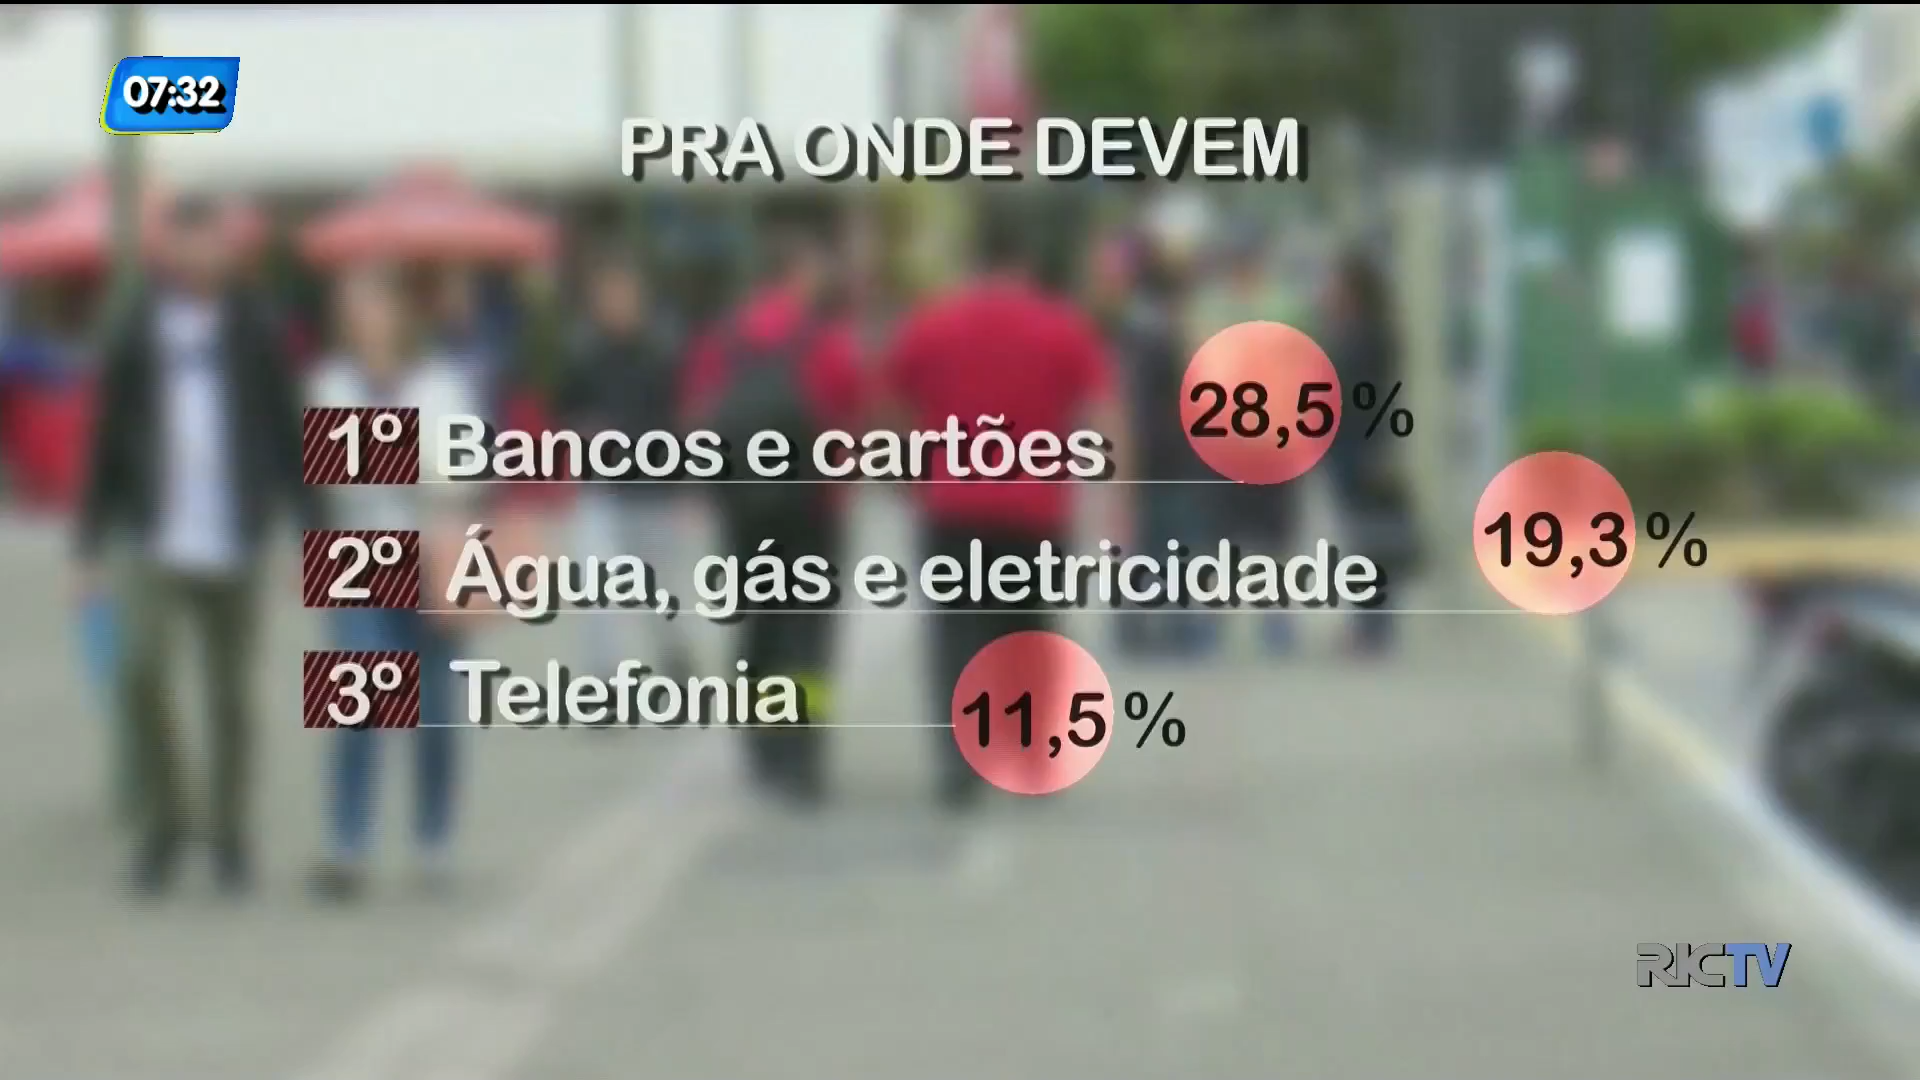 07:32
PRA ONDE DEVEM
1º Bancos e cartões 28,5%
2º Água, gás e eletricidade 19,3%
3º Telefonia 11,5%
RICTV